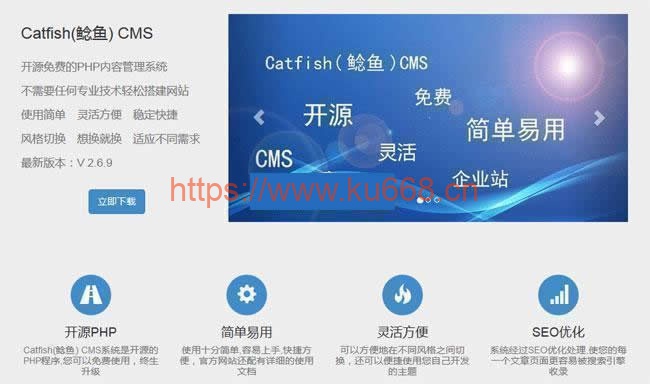 Catfish(鲶鱼) CMS
开源免费的PHP内容管理系统
不需要任何专业技术轻松搭建网站
使用简单 灵活方便 稳定快捷
风格切换 想换就换 适应不同需求
最新版本：V 2.6.9
立即下载
Catfish(鲶鱼)CMS
免费
开源
简单易用
灵活
CMS
企业站
https://www.ku668.cn
开源PHP
Catfish(鲶鱼) CMS系统是开源的
PHP程序,您可以免费使用，终生
升级
简单易用
使用十分简单,容易上手,快捷方
便，官方网站还配有详细的使用
文档
灵活方便
可以方便地在不同风格之间切
换，还可以便捷使用您自己开发
的主题
SEO优化
系统经过SEO优化处理,使您的每
一个文章页面更容易被搜索引擎
收录